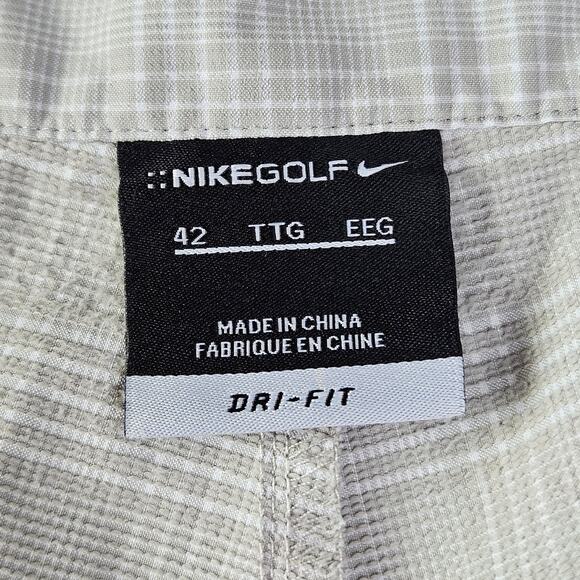 NIKEGOLF
42 TTG EEG
MADE IN CHINA
FABRIQUE EN CHINE
DRI-FIT